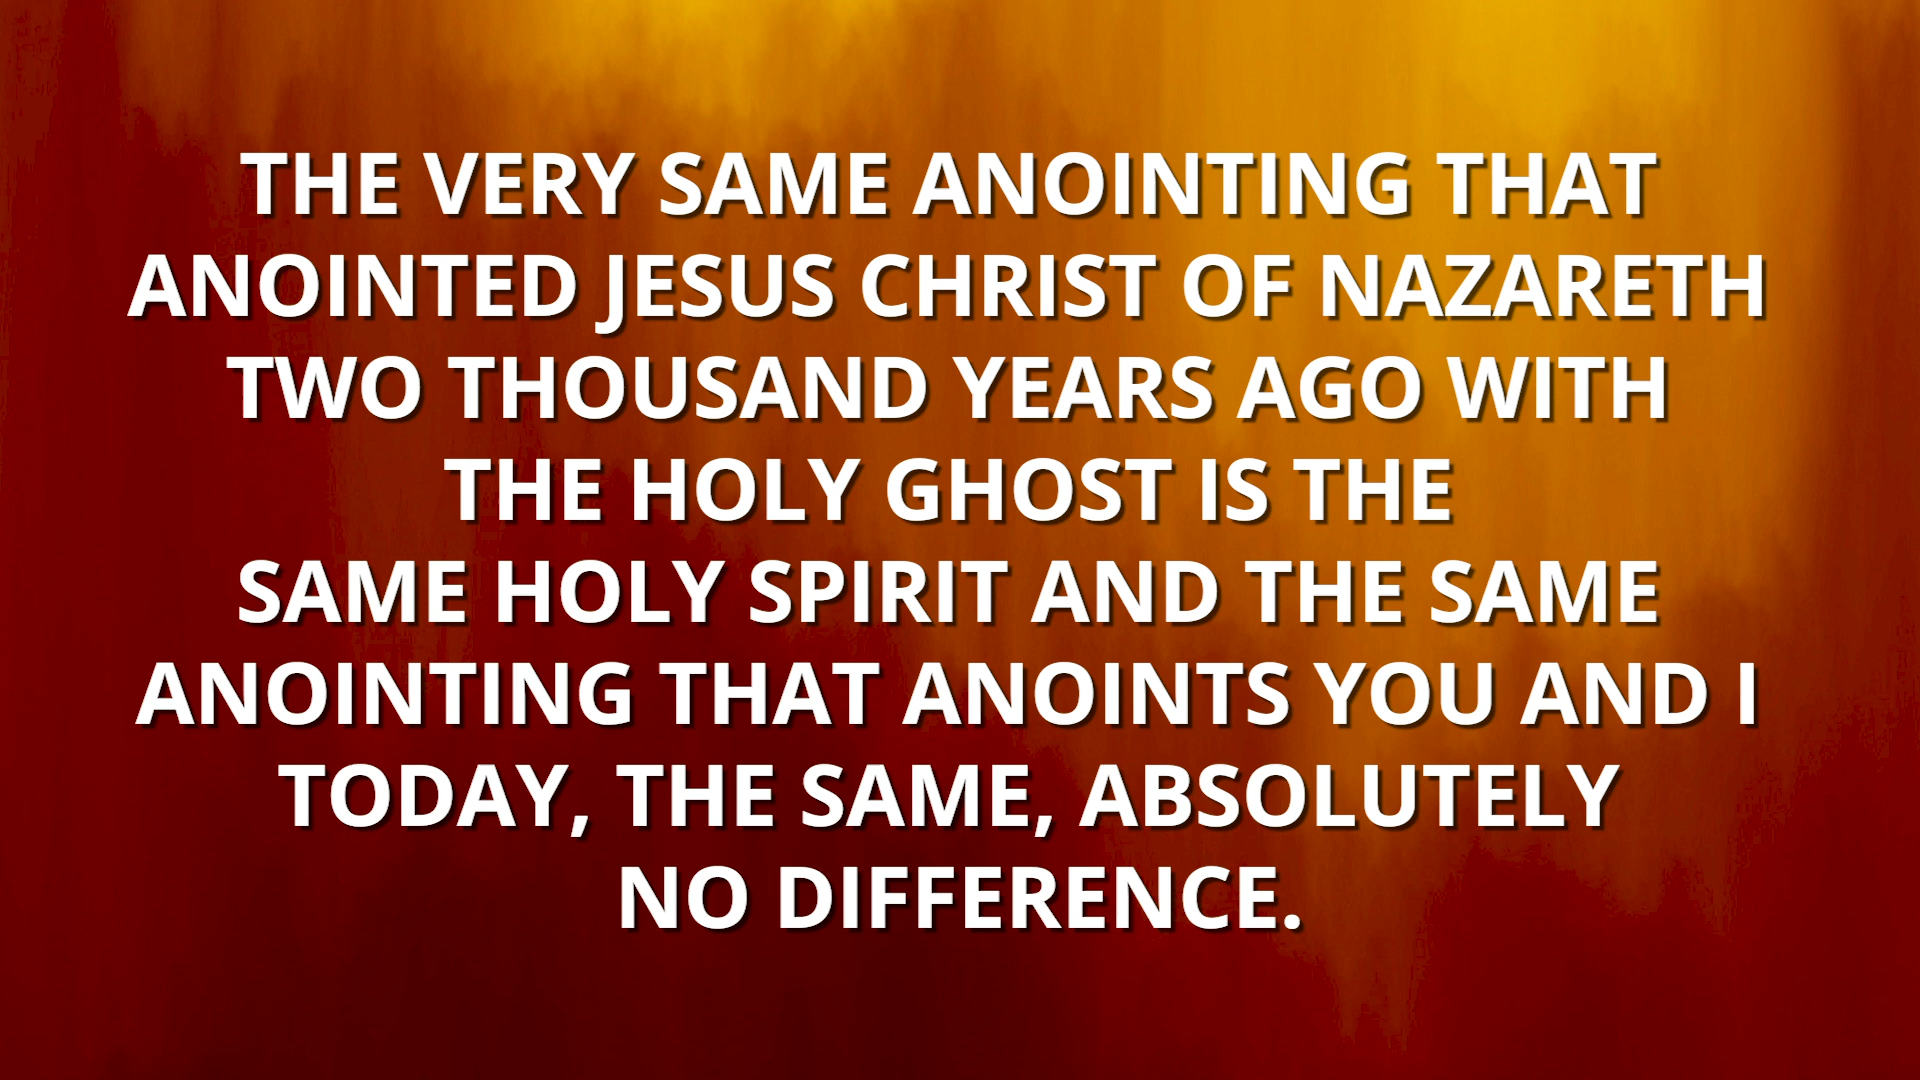 THE VERY SAME ANOINTING THAT
ANOINTED JESUS CHRIST OF NAZARETH
TWO THOUSAND YEARS AGO WITH
THE HOLY GHOST IS THE
SAME HOLY SPIRIT AND THE SAME
ANOINTING THAT ANOINTS YOU AND I
TODAY, THE SAME, ABSOLUTELY
NO DIFFERENCE.